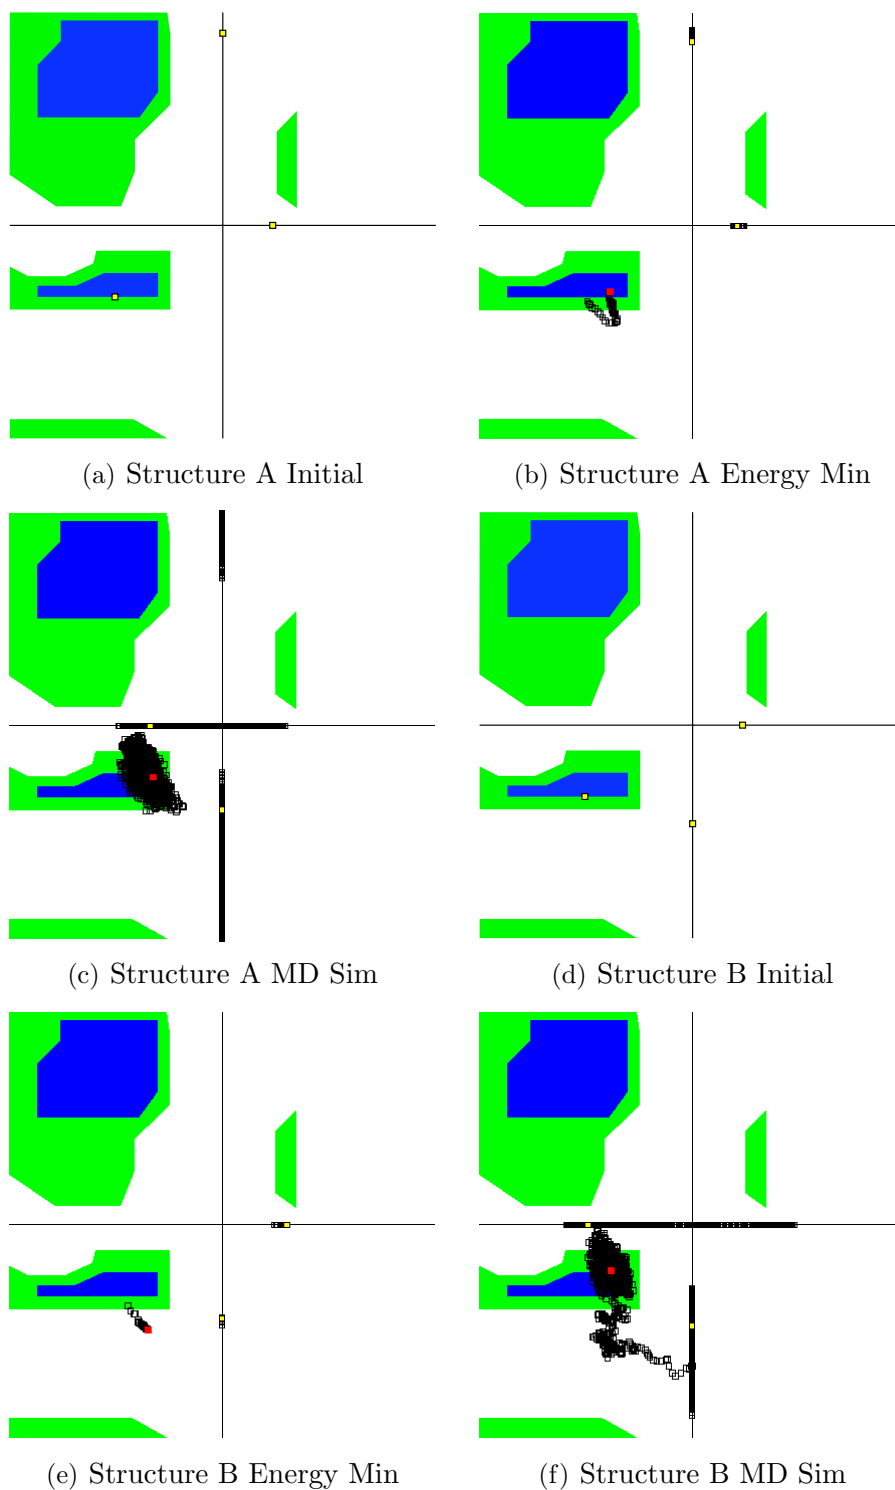 (a) Structure A Initial
(b) Structure A Energy Min
(c) Structure A MD Sim
(d) Structure B Initial
(e) Structure B Energy Min
(f) Structure B MD Sim